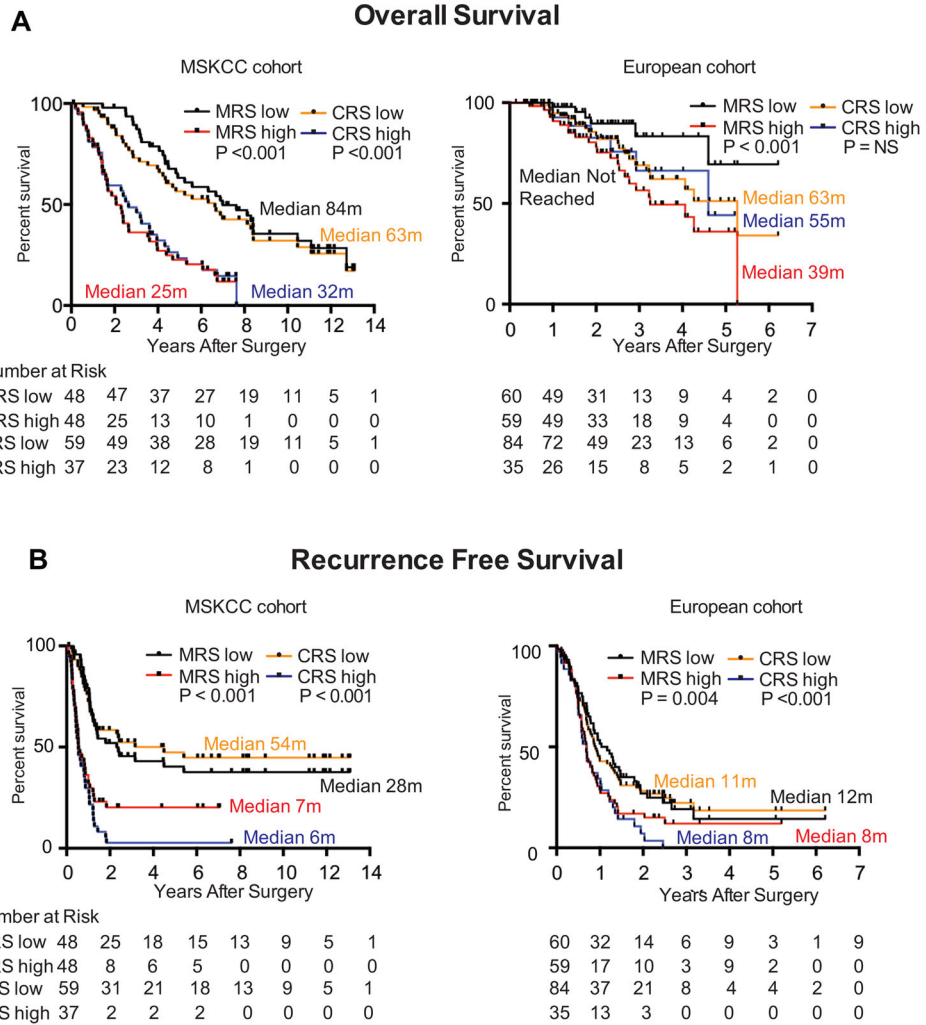 A
Overall Survival
MSKCC cohort
MRS low CRS low
MRS high CRS high
P <0.001 P <0.001
Percent survival
100
50
0
Median 84m
Median 63m
Median 25m Median 32m
0 2 4 6 8 10 12 14
Years After Surgery
European cohort
MRS low CRS low
MRS high CRS high
P < 0.001 P = NS
Percent survival
100
50
0
Median Not
Reached
Median 63m
Median 55m
Median 39m
0 1 2 3 4 5 6 7
Years After Surgery
umber at Risk
RS low 48 47 37 27 19 11 5 1
RS high 48 25 13 10 1 0 0 0
RS low 59 49 38 28 19 11 5 1
RS high 37 23 12 8 1 0 0 0
60 49 31 13 9 4 2 0
59 49 33 18 9 4 0 0
84 72 49 23 13 6 2 0
35 26 15 8 5 2 1 0
B
Recurrence Free Survival
MSKCC cohort
MRS low CRS low
MRS high CRS high
P < 0.001 P < 0.001
Percent survival
100
50
0
Median 54m
Median 28m
Median 7m
Median 6m
0 2 4 6 8 10 12 14
Years After Surgery
European cohort
MRS low CRS low
MRS high CRS high
P = 0.004 P <0.001
Percent survival
100
50
0
Median 11m
Median 12m
Median 8m Median 8m
0 1 2 3 4 5 6 7
Years After Surgery
mber at Risk
RS low 48 25 18 15 13 9 5 1
RS high 48 8 6 5 0 0 0 0
S low 59 31 21 18 13 9 5 1
S high 37 2 2 2 0 0 0 0
60 32 14 6 9 3 1 9
59 17 10 3 9 2 0 0
84 37 21 8 4 4 2 0
35 13 3 0 0 0 0 0